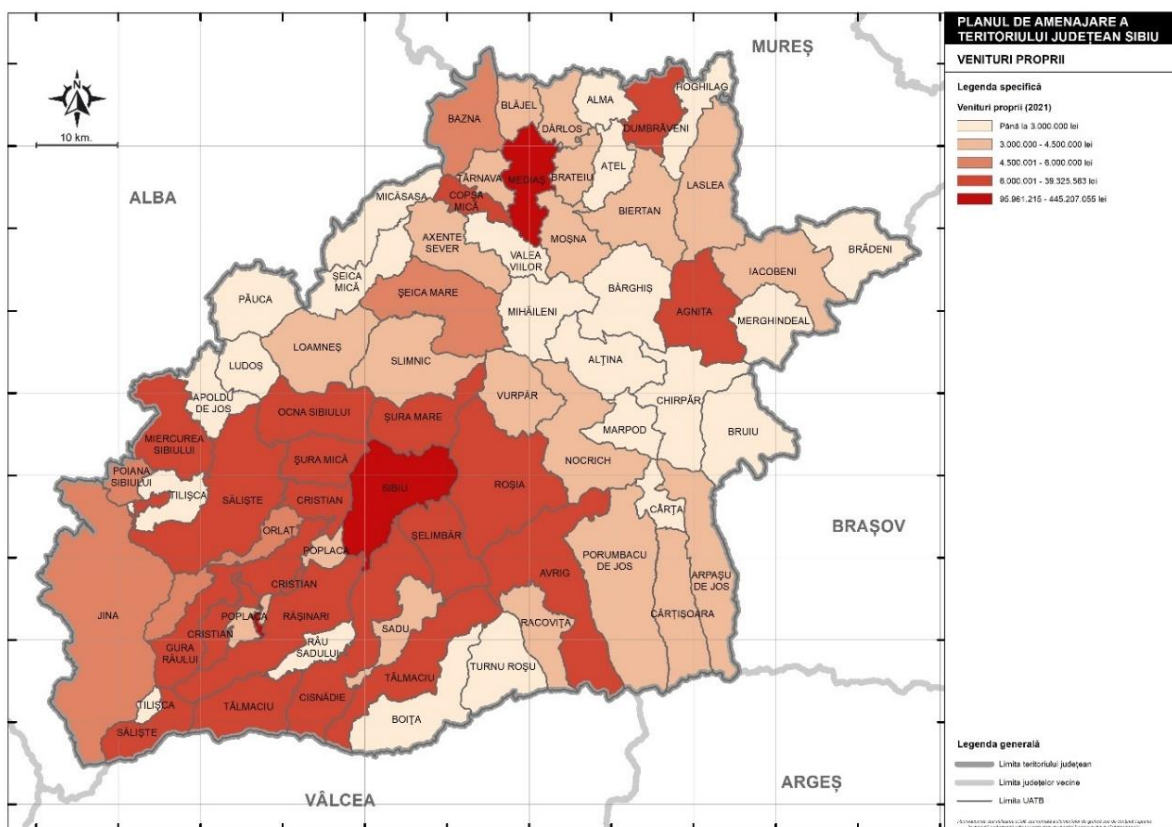 PLANUL DE AMENAJARE A
TERITORIULUI JUDEȚEAN SIBIU
VENITURI PROPRII
Legenda specifică
Venituri proprii (2021)
Până la 3.000.000 lei
3.000.000 - 4.500.000 lei
4.500.001 - 6.000.000 lei
6.000.001 - 39.325.563 lei
95.961.215 - 445.207.055 lei
N
10 km.
MUREȘ
ALBA
BRAȘOV
ARGEȘ
VÂLCEA
HOGHILAG
ALMA
BLĂJEL
BAZNA
DÂRLOS
DUMBRĂVENI
AȚEL
TÂRNAVA
MEDIAȘ
BRATEIU
LASLEA
MICĂSASA
COPȘA
MICĂ
BIERTAN
AXENTE
SEVER
MOȘNA
VALEA
VIILOR
BRĂDENI
IACOBENI
ȘEICA
MICĂ
BÂRGHIȘ
PĂUCA
ȘEICA MARE
MIHĂILENI
AGNITA
MERGHINDEAL
LOAMNEȘ
SLIMNIC
ALȚINA
LUDOȘ
APOLDU
DE JOS
VURPĂR
CHIRPĂR
OCNA SIBIULUI
ȘURA MARE
MARPOD
BRUIU
MIERCUREA
SIBIULUI
ȘURA MICĂ
NOCRICH
POIANA
SIBIULUI
TILIȘCA
SĂLIȘTE
CRISTIAN
SIBIU
ROȘIA
CÂRȚA
ORLAT
POPLACA
ȘELIMBĂR
PORUMBACU
DE JOS
AVRIG
ARPAȘU
DE JOS
CRISTIAN
JINA
POPLACA
RĂȘINARI
CÂRȚIȘOARA
CRISTIAN
SADU
RACOVIȚA
GURA
RÂULUI
RÂU
SADULUI
TURNU ROȘU
TĂLMACIU
TILIȘCA
TĂLMACIU
CISNĂDIE
BOIȚA
SĂLIȘTE
Legenda generală
Limita teritoriului județean
Limita județelor vecine
Limita UATB